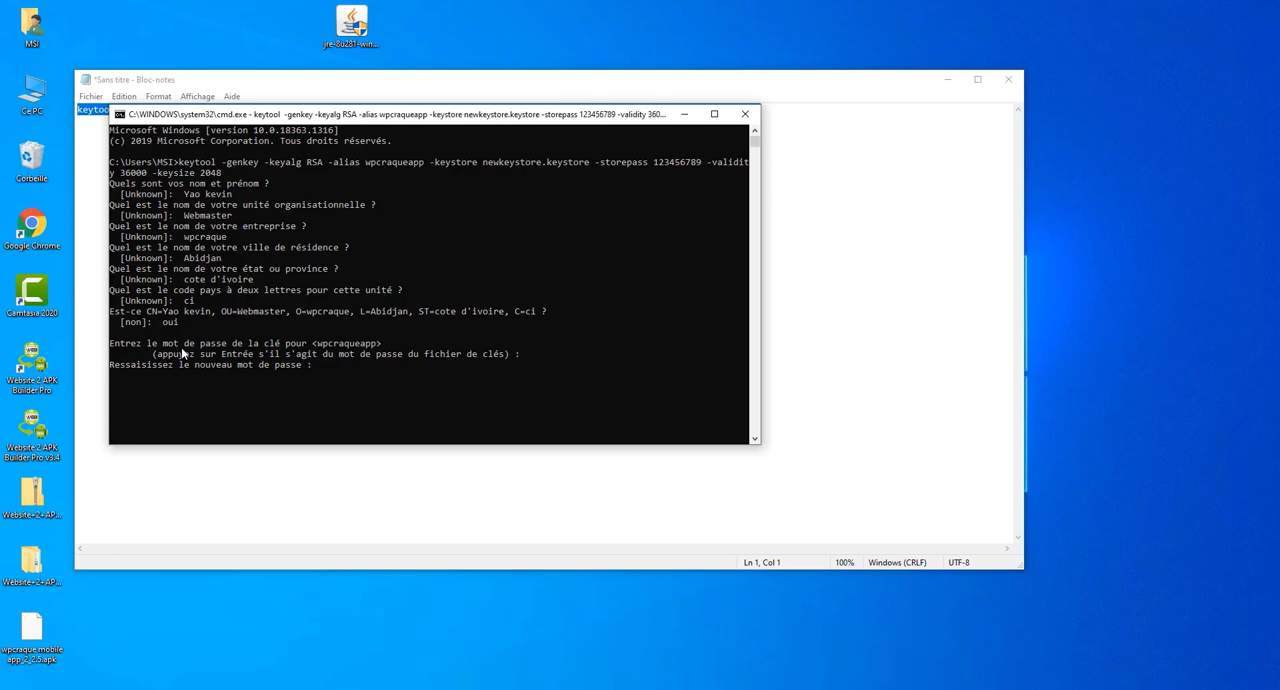 MSI
jre-8u281-win...
Ce PC
Corbeille
Google Chrome
Camtasia 2020
Website 2 APK
Builder Pro
Website 2 APK
Builder Pro v3.4
Website+2+AP...
Website+2+AP...
wpcraque mobile
app_2_2.5.apk
*Sans titre - Bloc-notes
Fichier Edition Format Affichage Aide
keytoo
C:\WINDOWS\system32\cmd.exe - keytool -genkey -keyalg RSA -alias wpcraqueapp -keystore newkeystore.keystore -storepass 123456789 -validity 360...
Microsoft Windows [version 10.0.18363.1316]
(c) 2019 Microsoft Corporation. Tous droits réservés.
C:\Users\MSI>keytool -genkey -keyalg RSA -alias wpcraqueapp -keystore newkeystore.keystore -storepass 123456789 -validit
y 36000 -keysize 2048
Quels sont vos nom et prénom ?
[Unknown]: Yao kevin
Quel est le nom de votre unité organisationnelle ?
[Unknown]: Webmaster
Quel est le nom de votre entreprise ?
[Unknown]: wpcraque
Quel est le nom de votre ville de résidence ?
[Unknown]: Abidjan
Quel est le nom de votre état ou province ?
[Unknown]: cote d'ivoire
Quel est le code pays à deux lettres pour cette unité ?
[Unknown]: ci
Est-ce CN=Yao kevin, OU=Webmaster, O=wpcraque, L=Abidjan, ST=cote d'ivoire, C=ci ?
[non]: oui
Entrez le mot de passe de la clé pour <wpcraqueapp>
(appuyez sur Entrée s'il s'agit du mot de passe du fichier de clés) :
Ressaisissez le nouveau mot de passe :
Ln 1, Col 1 100% Windows (CRLF) UTF-8